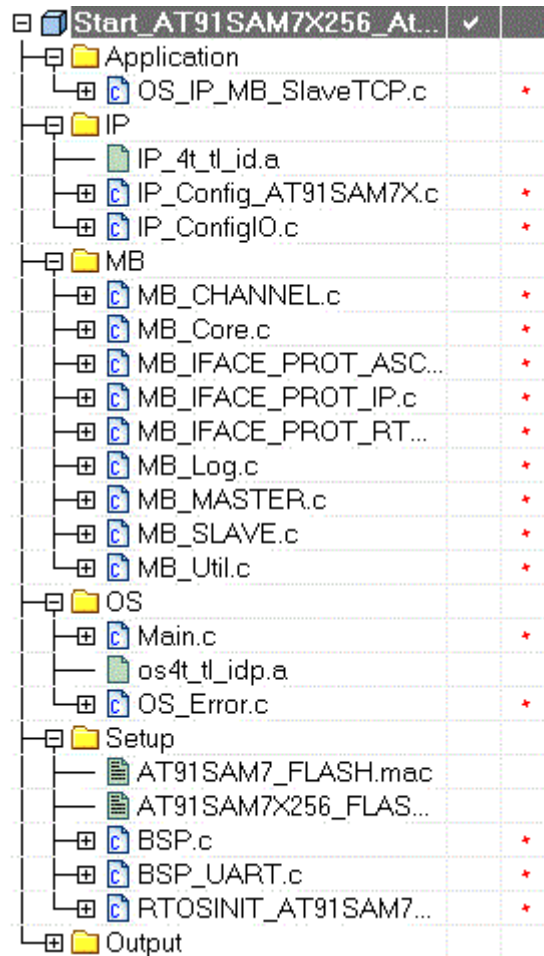 Start_AT91SAM7X256_At...
Application
OS_IP_MB_SlaveTCP.c
IP
IP_4t_tl_id.a
IP_Config_AT91SAM7X.c
IP_ConfigIO.c
MB
MB_CHANNEL.c
MB_Core.c
MB_IFACE_PROT_ASC...
MB_IFACE_PROT_IP.c
MB_IFACE_PROT_RT...
MB_Log.c
MB_MASTER.c
MB_SLAVE.c
MB_Util.c
OS
Main.c
os4t_tl_idp.a
OS_Error.c
Setup
AT91SAM7_FLASH.mac
AT91SAM7X256_FLAS...
BSP.c
BSP_UART.c
RTOSINIT_AT91SAM7...
Output